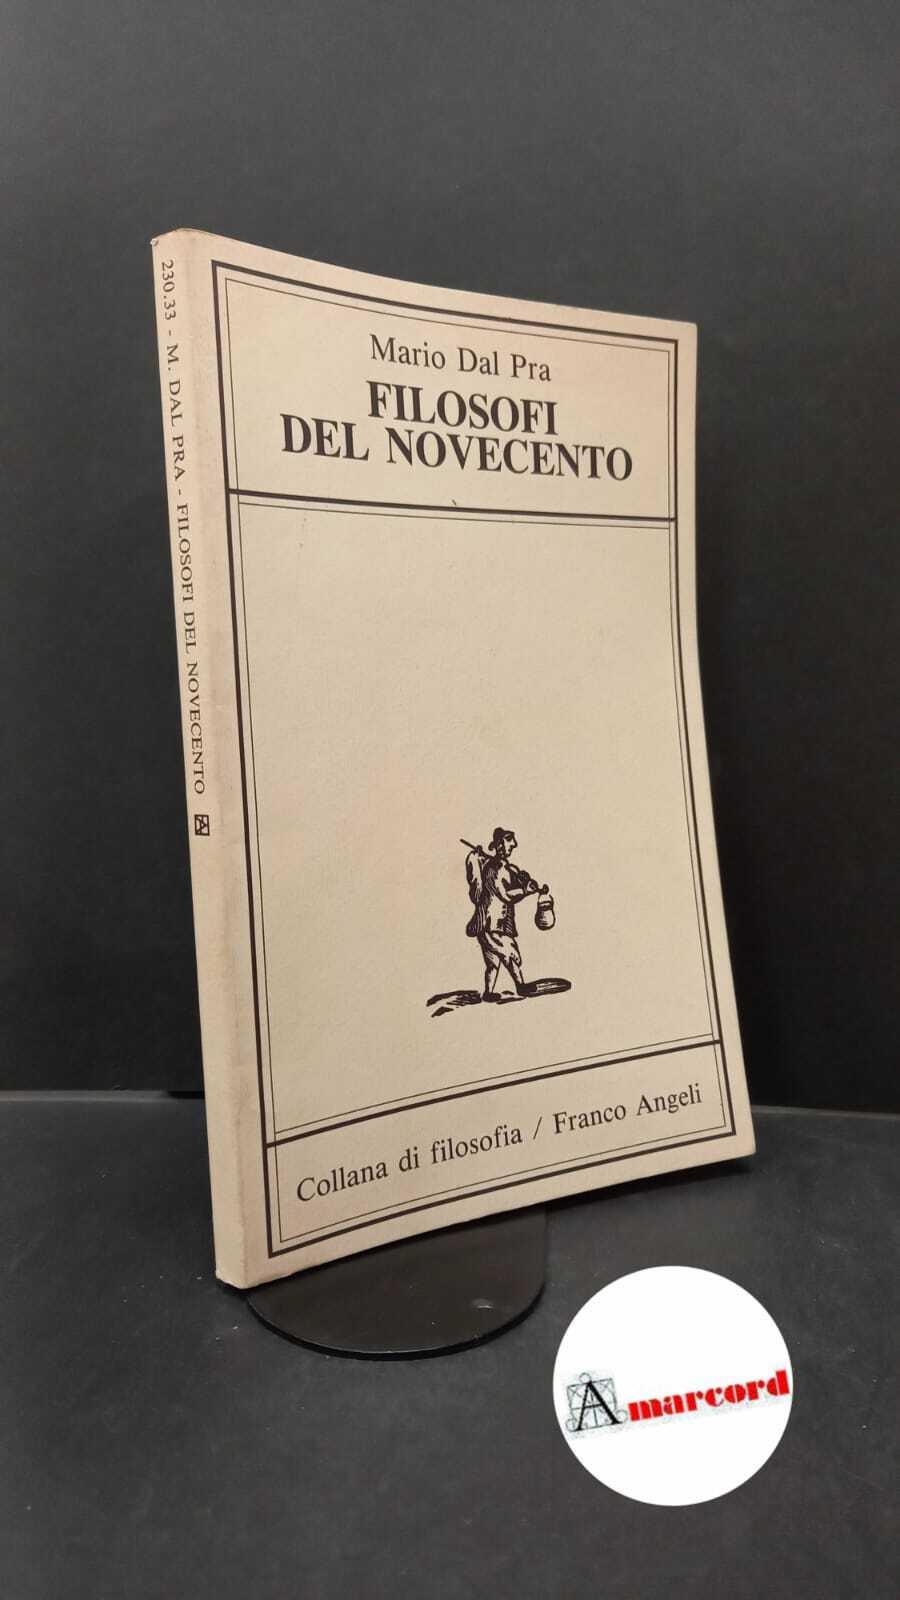 230.33 - M. DAL PRA - FILOSOFI DEL NOVECENTO
Mario Dal Pra
FILOSOFI
DEL NOVECENTO
Collana di filosofia / Franco Angeli
Amarcord